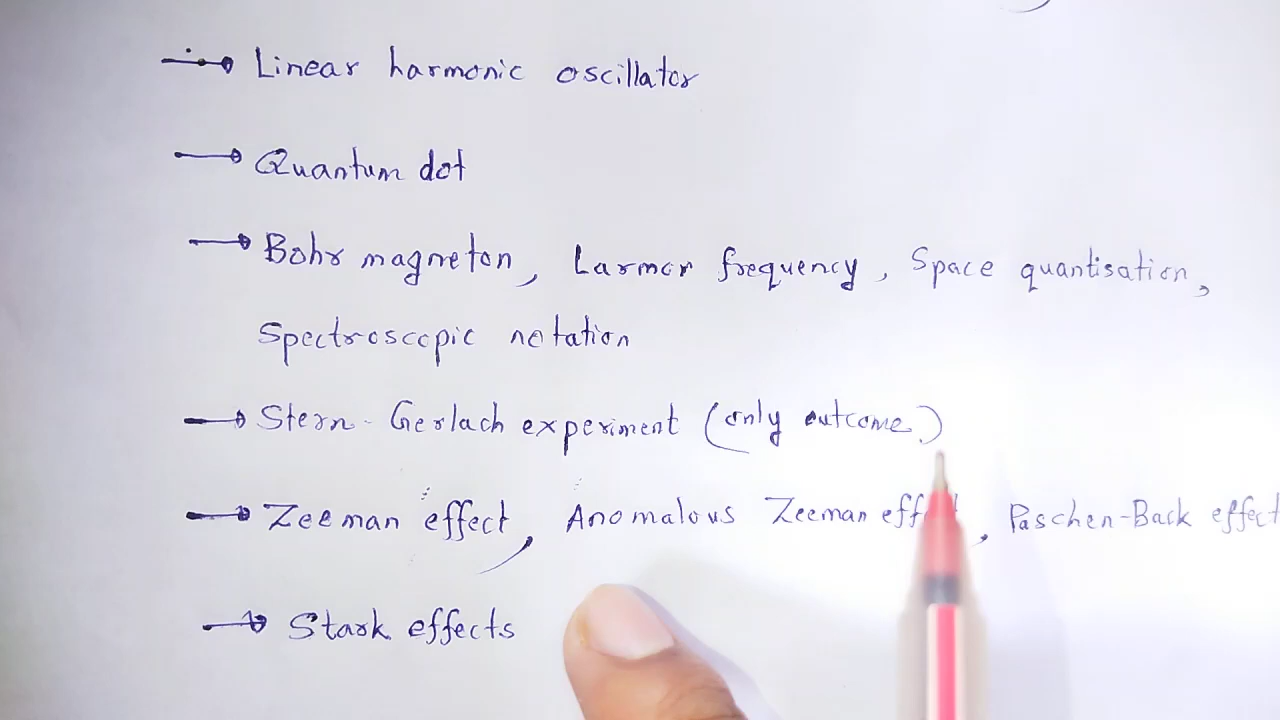 Linear harmonic oscillator
Quantum dot
Bohr magneton, Larmor frequency, Space quantisation,
Spectroscopic notation
Stern-Gerlach experiment (only outcome)
Zeeman effect, Anomalous Zeeman effect, Paschen-Back effect
Stark effects